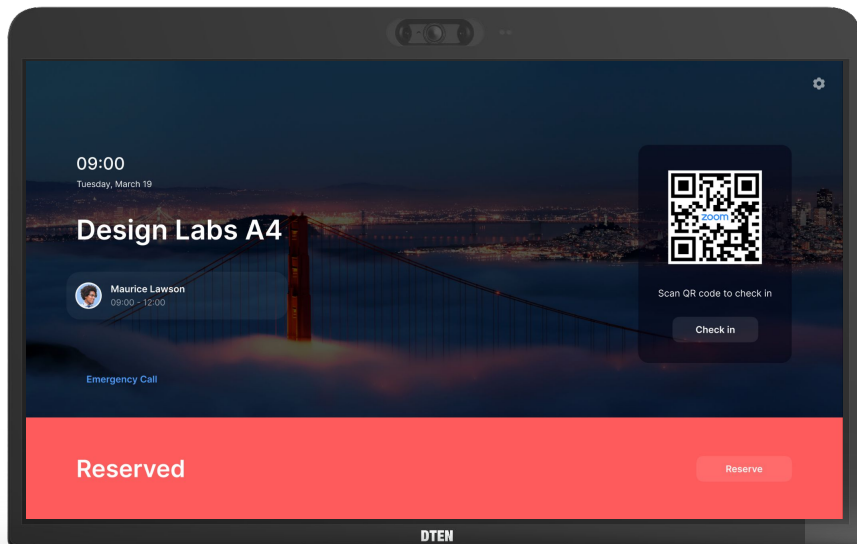 09:00
Tuesday, March 19
Design Labs A4
Maurice Lawson
09:00 - 12:00
Emergency Call
zoom
Scan QR code to check in
Check in
Reserved
Reserve
DTEN